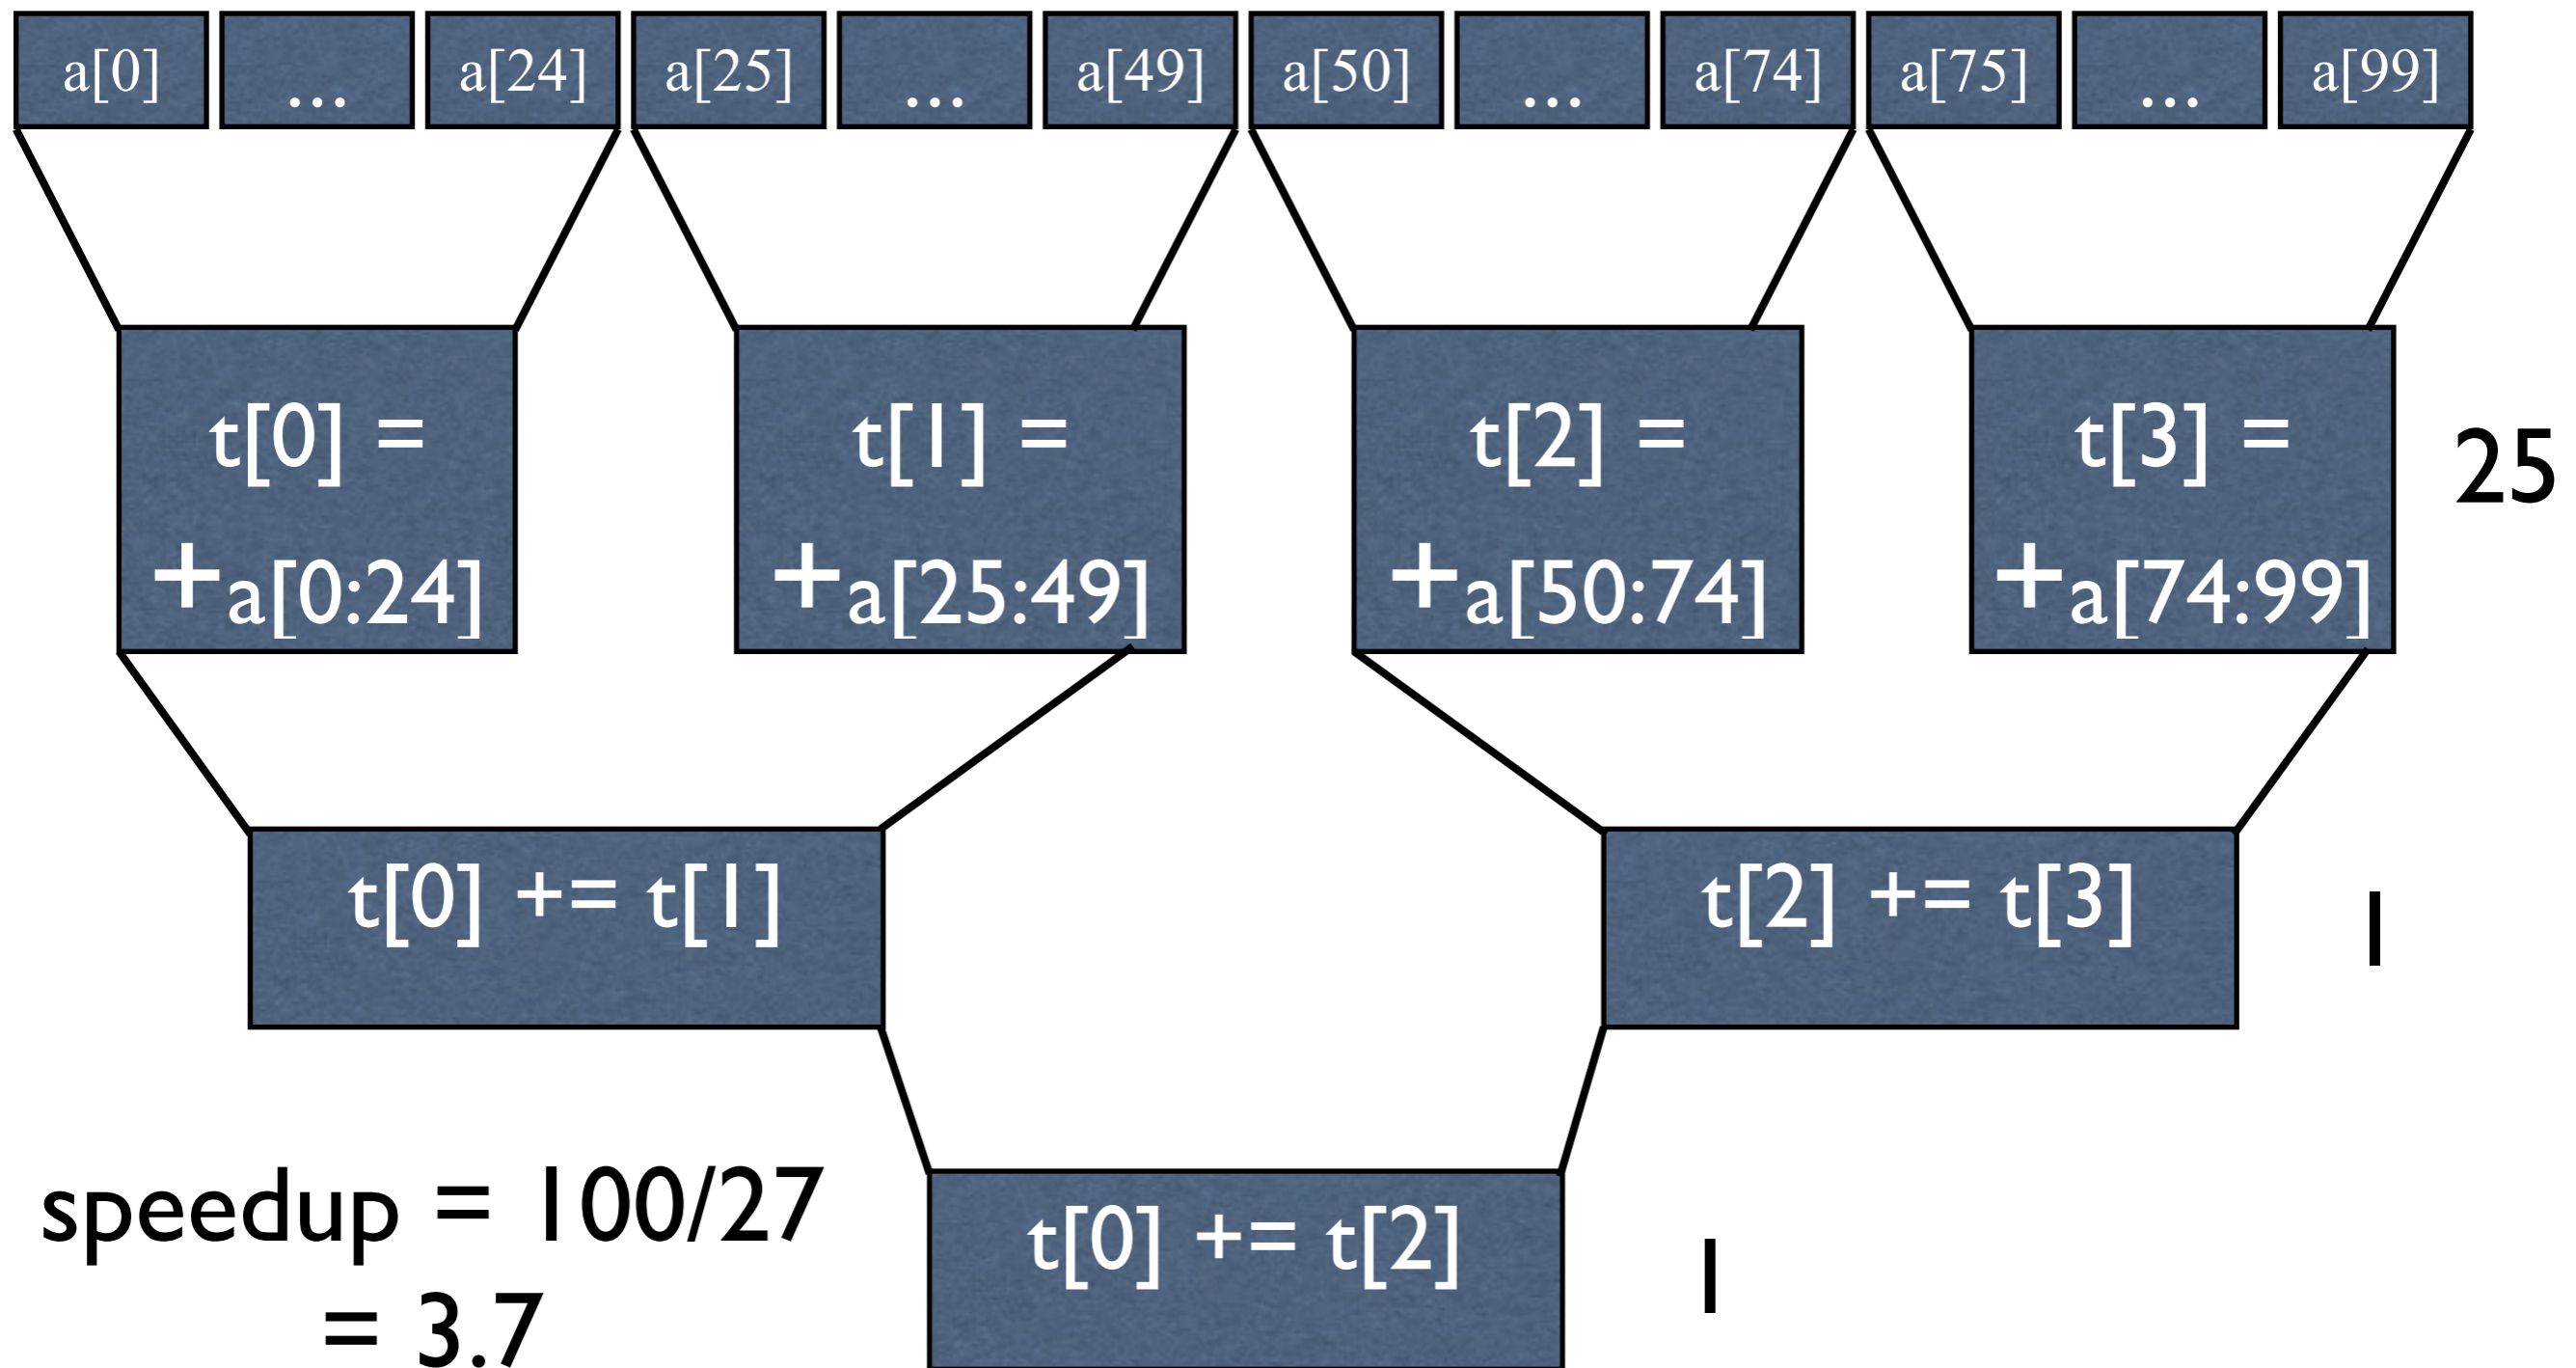 a[0] ... a[24] a[25] ... a[49] a[50] ... a[74] a[75] ... a[99]
t[0] =
+a[0:24]
t[1] =
+a[25:49]
t[2] =
+a[50:74]
t[3] =
+a[74:99]
25
t[0] += t[1]
t[2] += t[3]
1
speedup = 100/27
= 3.7
t[0] += t[2]
1